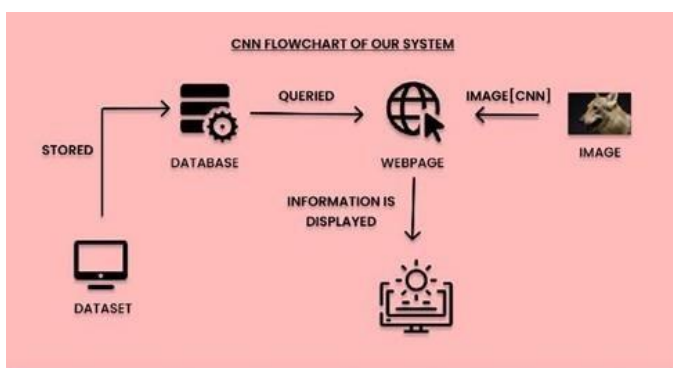 CNN FLOWCHART OF OUR SYSTEM
QUERIED
IMAGE[CNN]
STORED
DATABASE
WEBPAGE
IMAGE
INFORMATION IS
DISPLAYED
DATASET